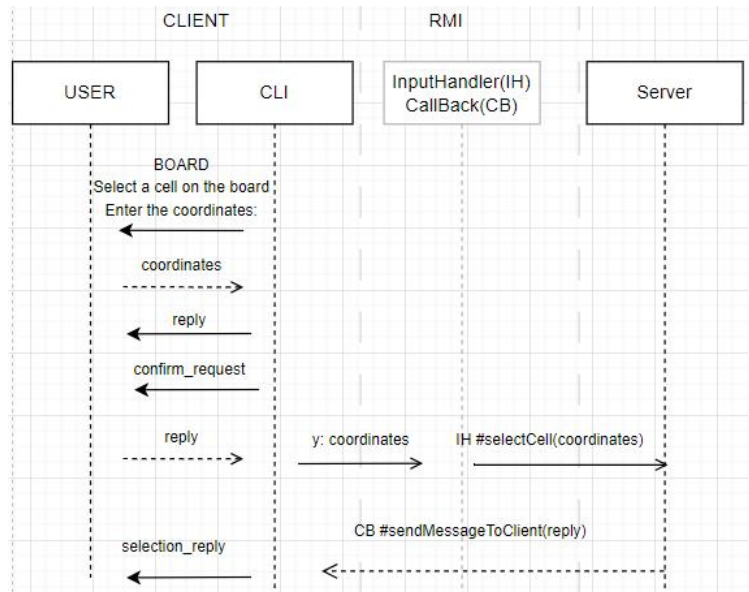 CLIENT
RMI
USER
CLI
InputHandler(IH)
CallBack(CB)
Server
BOARD
Select a cell on the board
Enter the coordinates:
coordinates
reply
confirm_request
reply
y: coordinates
IH #selectCell(coordinates)
CB #sendMessageToClient(reply)
selection_reply